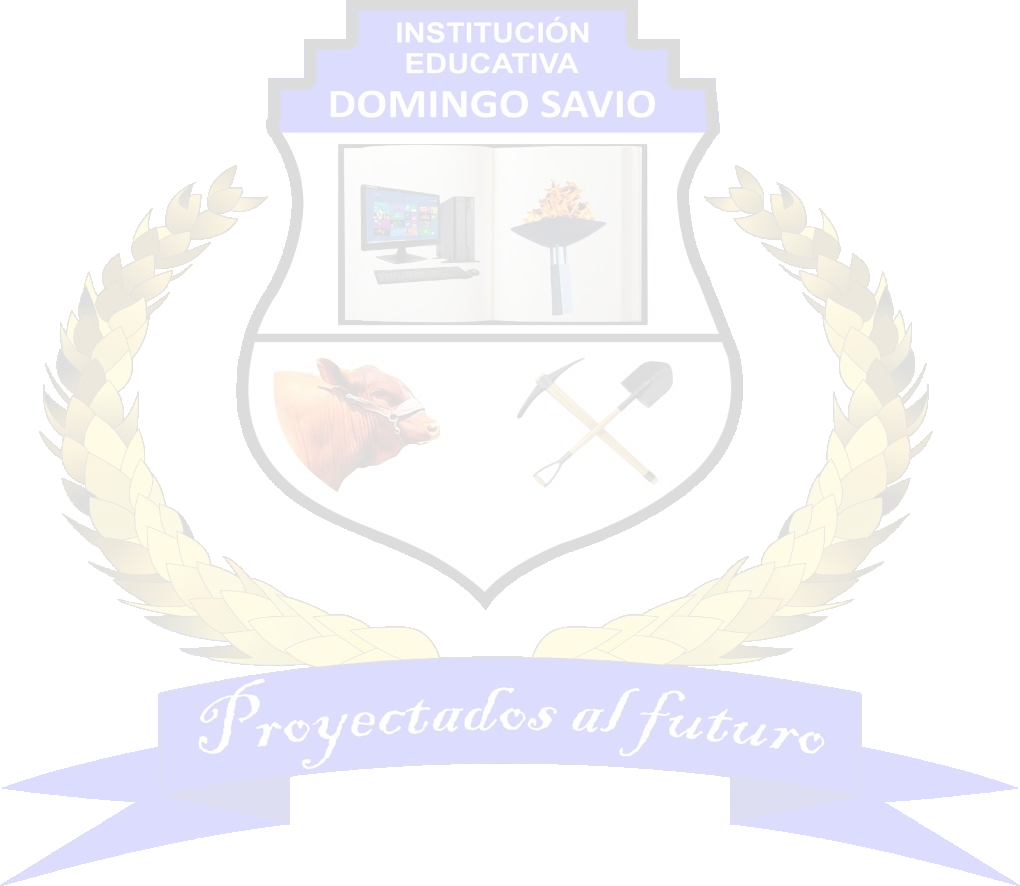 INSTITUCIÓN
EDUCATIVA
DOMINGO SAVIO
Proyectados al futuro